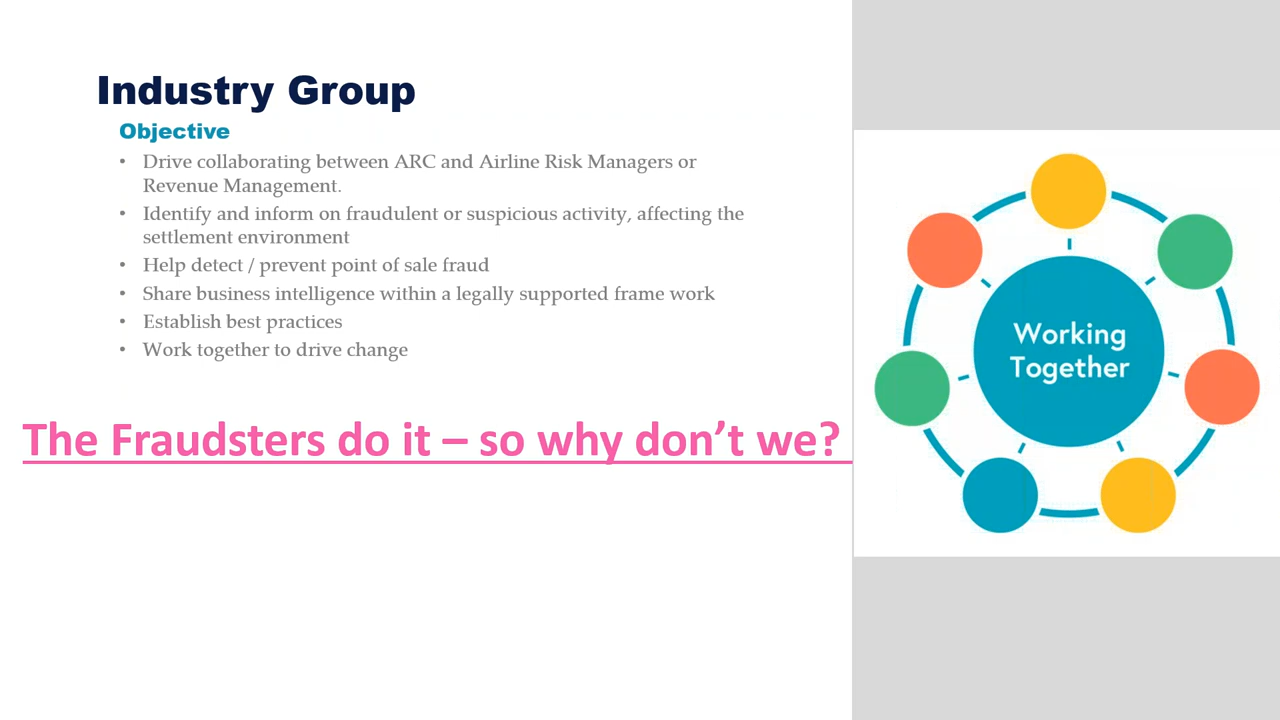 Industry Group
Objective
• Drive collaborating between ARC and Airline Risk Managers or
Revenue Management.
• Identify and inform on fraudulent or suspicious activity, affecting the
settlement environment
• Help detect / prevent point of sale fraud
• Share business intelligence within a legally supported frame work
• Establish best practices
• Work together to drive change
The Fraudsters do it – so why don’t we?
Working
Together